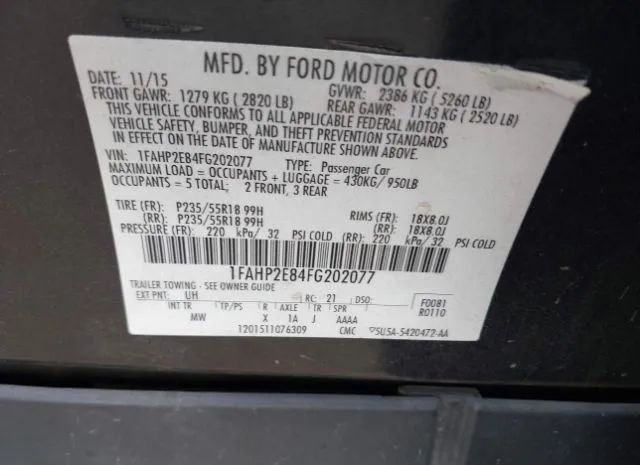 MFD. BY FORD MOTOR CO.
DATE: 11/15 GVWR: 2386 KG ( 5260 LB)
FRONT GAWR: 1279 KG ( 2820 LB) REAR GAWR: 1143 KG ( 2520 LB)
THIS VEHICLE CONFORMS TO ALL APPLICABLE FEDERAL MOTOR
VEHICLE SAFETY, BUMPER, AND THEFT PREVENTION STANDARDS
IN EFFECT ON THE DATE OF MANUFACTURE SHOWN ABOVE.
VIN: 1FAHP2E84FG202077 TYPE: Passenger Car
MAXIMUM LOAD = OCCUPANTS + LUGGAGE = 430KG/ 950LB
OCCUPANTS = 5 TOTAL; 2 FRONT, 3 REAR
TIRE (FR): P235/55R18 99H RIMS (FR): 18X8.0J
(RR): P235/55R18 99H (RR): 18X8.0J
PRESSURE (FR): 220 kPa/ 32 PSI COLD (RR): 220 kPa/ 32 PSI COLD
1FAHP2E84FG202077
TRAILER TOWING - SEE OWNER GUIDE
EXT PNT: UH RC: 21 DSO: F0081
INT TR TP/PS R AXLE TR SPR R0110
MW X 1A J AAAA
1201511076309 CMC 5U5A-5420472-AA